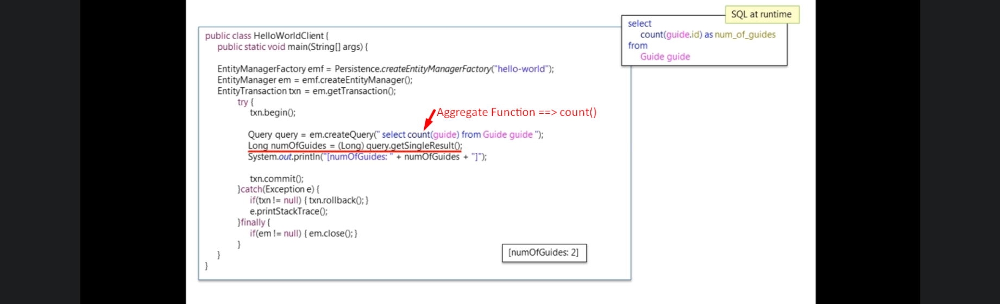 SQL at runtime
select
count(guide.id) as num_of_guides
from
Guide guide
public class HelloWorldClient {
public static void main(String[] args) {
EntityManagerFactory emf = Persistence.createEntityManagerFactory("hello-world");
EntityManager em = emf.createEntityManager();
EntityTransaction txn = em.getTransaction();
try {
txn.begin();
Aggregate Function ==> count()
Query query = em.createQuery(" select count(guide) from Guide guide ");
Long numOfGuides = (Long) query.getSingleResult();
System.out.println("[numOfGuides: " + numOfGuides + "]");
txn.commit();
}catch(Exception e) {
if(txn != null) { txn.rollback(); }
e.printStackTrace();
}finally {
if(em != null) { em.close(); }
}
}
}
[numOfGuides: 2]